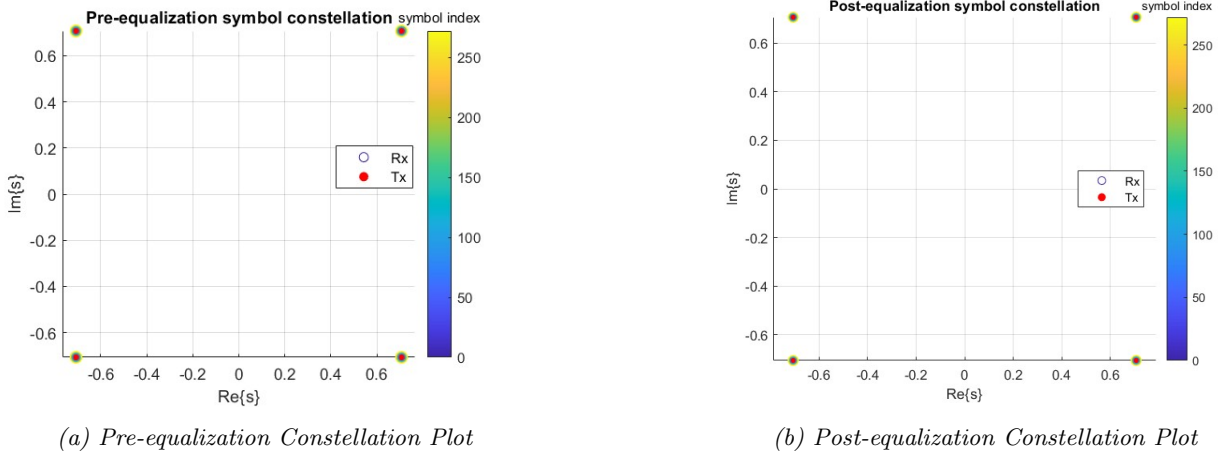 Pre-equalization symbol constellation symbol index
0.6
0.4
0.2
0
-0.2
-0.4
-0.6
Im{s}
-0.6 -0.4 -0.2 0 0.2 0.4 0.6
Re{s}
Rx
Tx
250
200
150
100
50
0
(a) Pre-equalization Constellation Plot
Post-equalization symbol constellation symbol index
0.6
0.4
0.2
0
-0.2
-0.4
-0.6
Im{s}
-0.6 -0.4 -0.2 0 0.2 0.4 0.6
Re{s}
Rx
Tx
250
200
150
100
50
0
(b) Post-equalization Constellation Plot